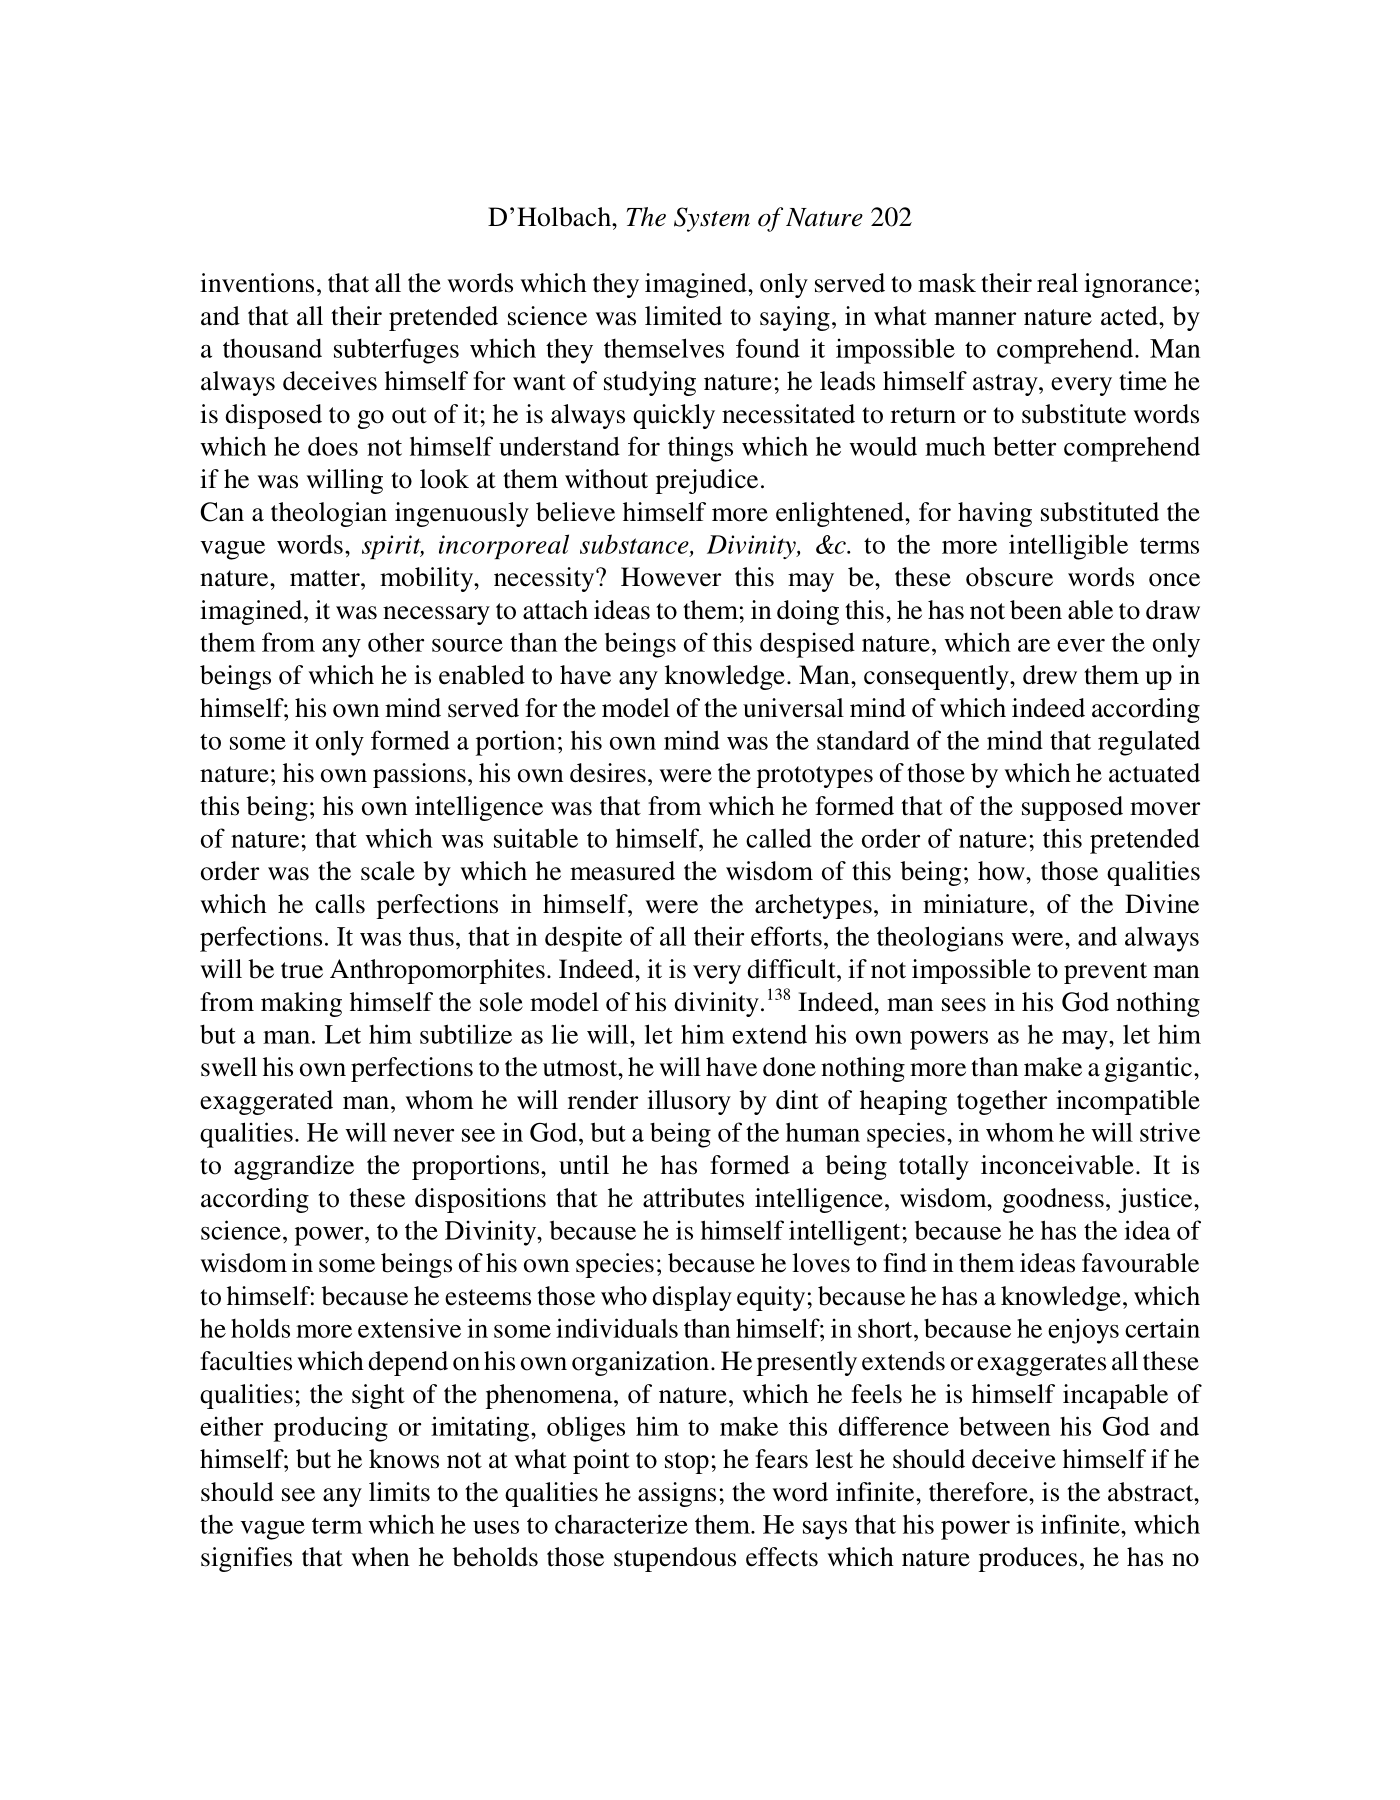 D’Holbach, The System of Nature 202
inventions, that all the words which they imagined, only served to mask their real ignorance;
and that all their pretended science was limited to saying, in what manner nature acted, by
a thousand subterfuges which they themselves found it impossible to comprehend. Man
always deceives himself for want of studying nature; he leads himself astray, every time he
is disposed to go out of it; he is always quickly necessitated to return or to substitute words
which he does not himself understand for things which he would much better comprehend
if he was willing to look at them without prejudice.
Can a theologian ingenuously believe himself more enlightened, for having substituted the
vague words, spirit, incorporeal substance, Divinity, &c. to the more intelligible terms
nature, matter, mobility, necessity? However this may be, these obscure words once
imagined, it was necessary to attach ideas to them; in doing this, he has not been able to draw
them from any other source than the beings of this despised nature, which are ever the only
beings of which he is enabled to have any knowledge. Man, consequently, drew them up in
himself; his own mind served for the model of the universal mind of which indeed according
to some it only formed a portion; his own mind was the standard of the mind that regulated
nature; his own passions, his own desires, were the prototypes of those by which he actuated
this being; his own intelligence was that from which he formed that of the supposed mover
of nature; that which was suitable to himself, he called the order of nature; this pretended
order was the scale by which he measured the wisdom of this being; how, those qualities
which he calls perfections in himself, were the archetypes, in miniature, of the Divine
perfections. It was thus, that in despite of all their efforts, the theologians were, and always
will be true Anthropomorphites. Indeed, it is very difficult, if not impossible to prevent man
from making himself the sole model of his divinity.138 Indeed, man sees in his God nothing
but a man. Let him subtilize as lie will, let him extend his own powers as he may, let him
swell his own perfections to the utmost, he will have done nothing more than make a gigantic,
exaggerated man, whom he will render illusory by dint of heaping together incompatible
qualities. He will never see in God, but a being of the human species, in whom he will strive
to aggrandize the proportions, until he has formed a being totally inconceivable. It is
according to these dispositions that he attributes intelligence, wisdom, goodness, justice,
science, power, to the Divinity, because he is himself intelligent; because he has the idea of
wisdom in some beings of his own species; because he loves to find in them ideas favourable
to himself: because he esteems those who display equity; because he has a knowledge, which
he holds more extensive in some individuals than himself; in short, because he enjoys certain
faculties which depend on his own organization. He presently extends or exaggerates all these
qualities; the sight of the phenomena, of nature, which he feels he is himself incapable of
either producing or imitating, obliges him to make this difference between his God and
himself; but he knows not at what point to stop; he fears lest he should deceive himself if he
should see any limits to the qualities he assigns; the word infinite, therefore, is the abstract,
the vague term which he uses to characterize them. He says that his power is infinite, which
signifies that when he beholds those stupendous effects which nature produces, he has no